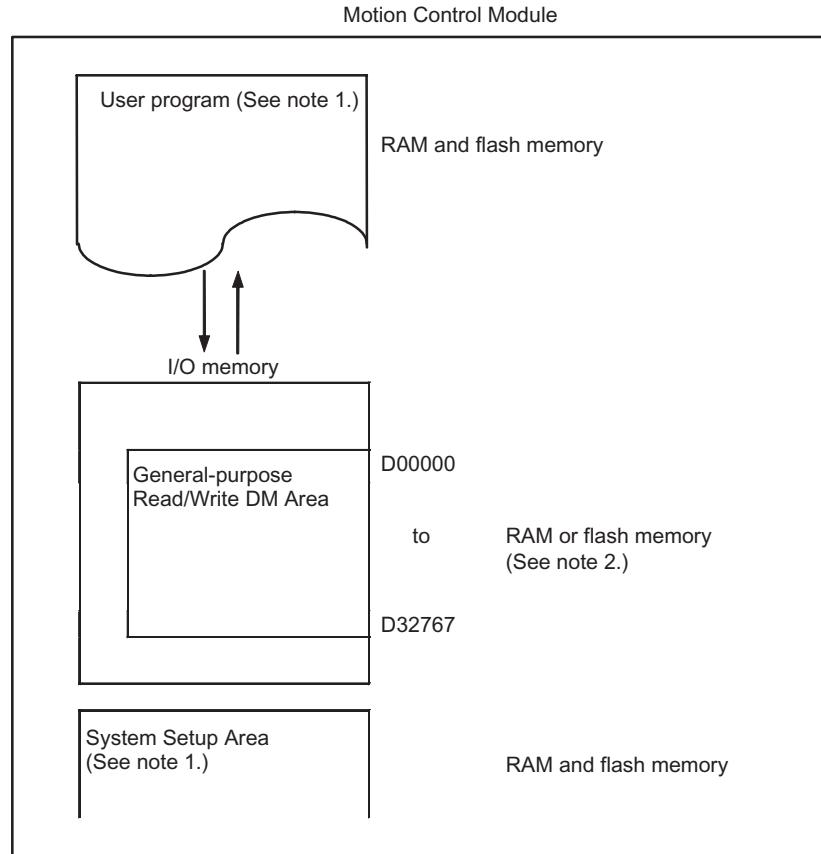 Motion Control Module
User program (See note 1.)
RAM and flash memory
I/O memory
D00000
General-purpose
Read/Write DM Area
to
RAM or flash memory
(See note 2.)
D32767
System Setup Area
(See note 1.)
RAM and flash memory